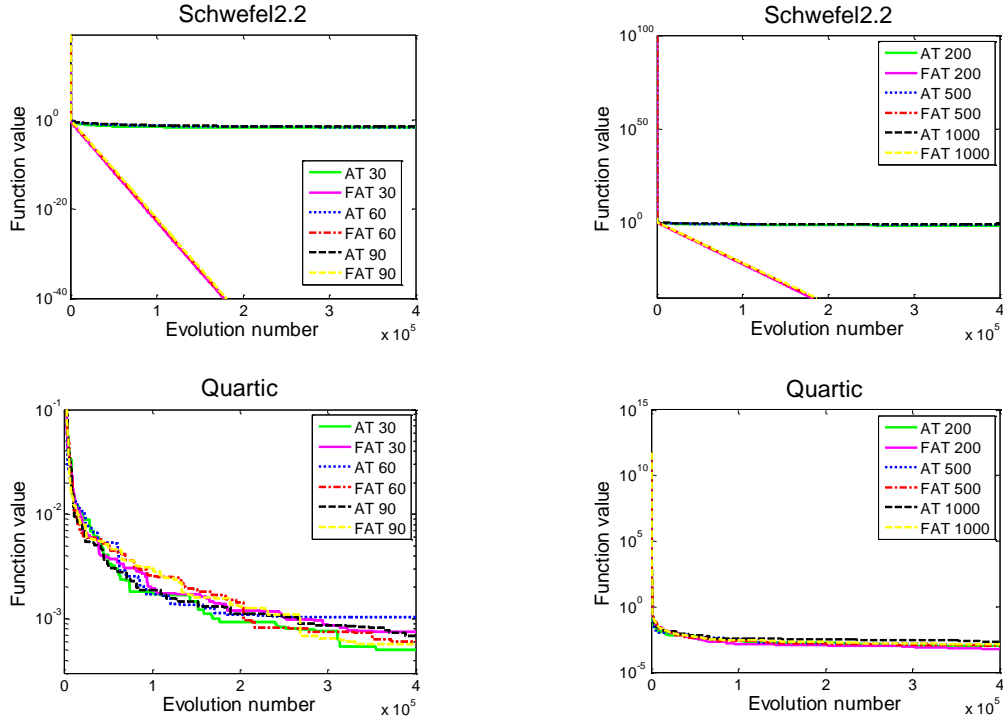 Schwefel2.2
Function value
10^0
10^-20
10^-40
0
1
2
3
4
x 10^5
Evolution number
AT 30
FAT 30
AT 60
FAT 60
AT 90
FAT 90
Schwefel2.2
Function value
10^100
10^50
10^0
0
1
2
3
4
x 10^5
Evolution number
AT 200
FAT 200
AT 500
FAT 500
AT 1000
FAT 1000
Quartic
Function value
10^-1
10^-2
10^-3
0
1
2
3
4
x 10^5
Evolution number
AT 30
FAT 30
AT 60
FAT 60
AT 90
FAT 90
Quartic
Function value
10^15
10^10
10^5
10^0
10^-5
0
1
2
3
4
x 10^5
Evolution number
AT 200
FAT 200
AT 500
FAT 500
AT 1000
FAT 1000